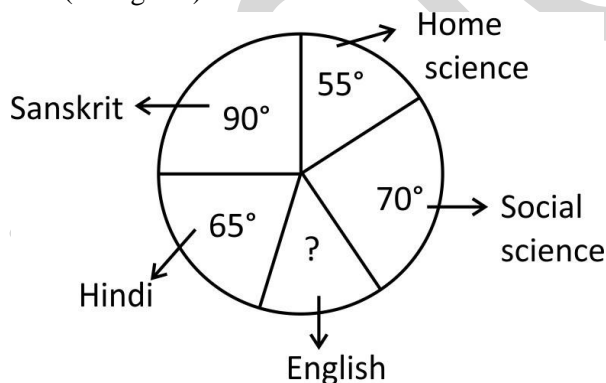 Home
science
55°
Sanskrit
90°
70°
Social
science
65°
?
Hindi
English